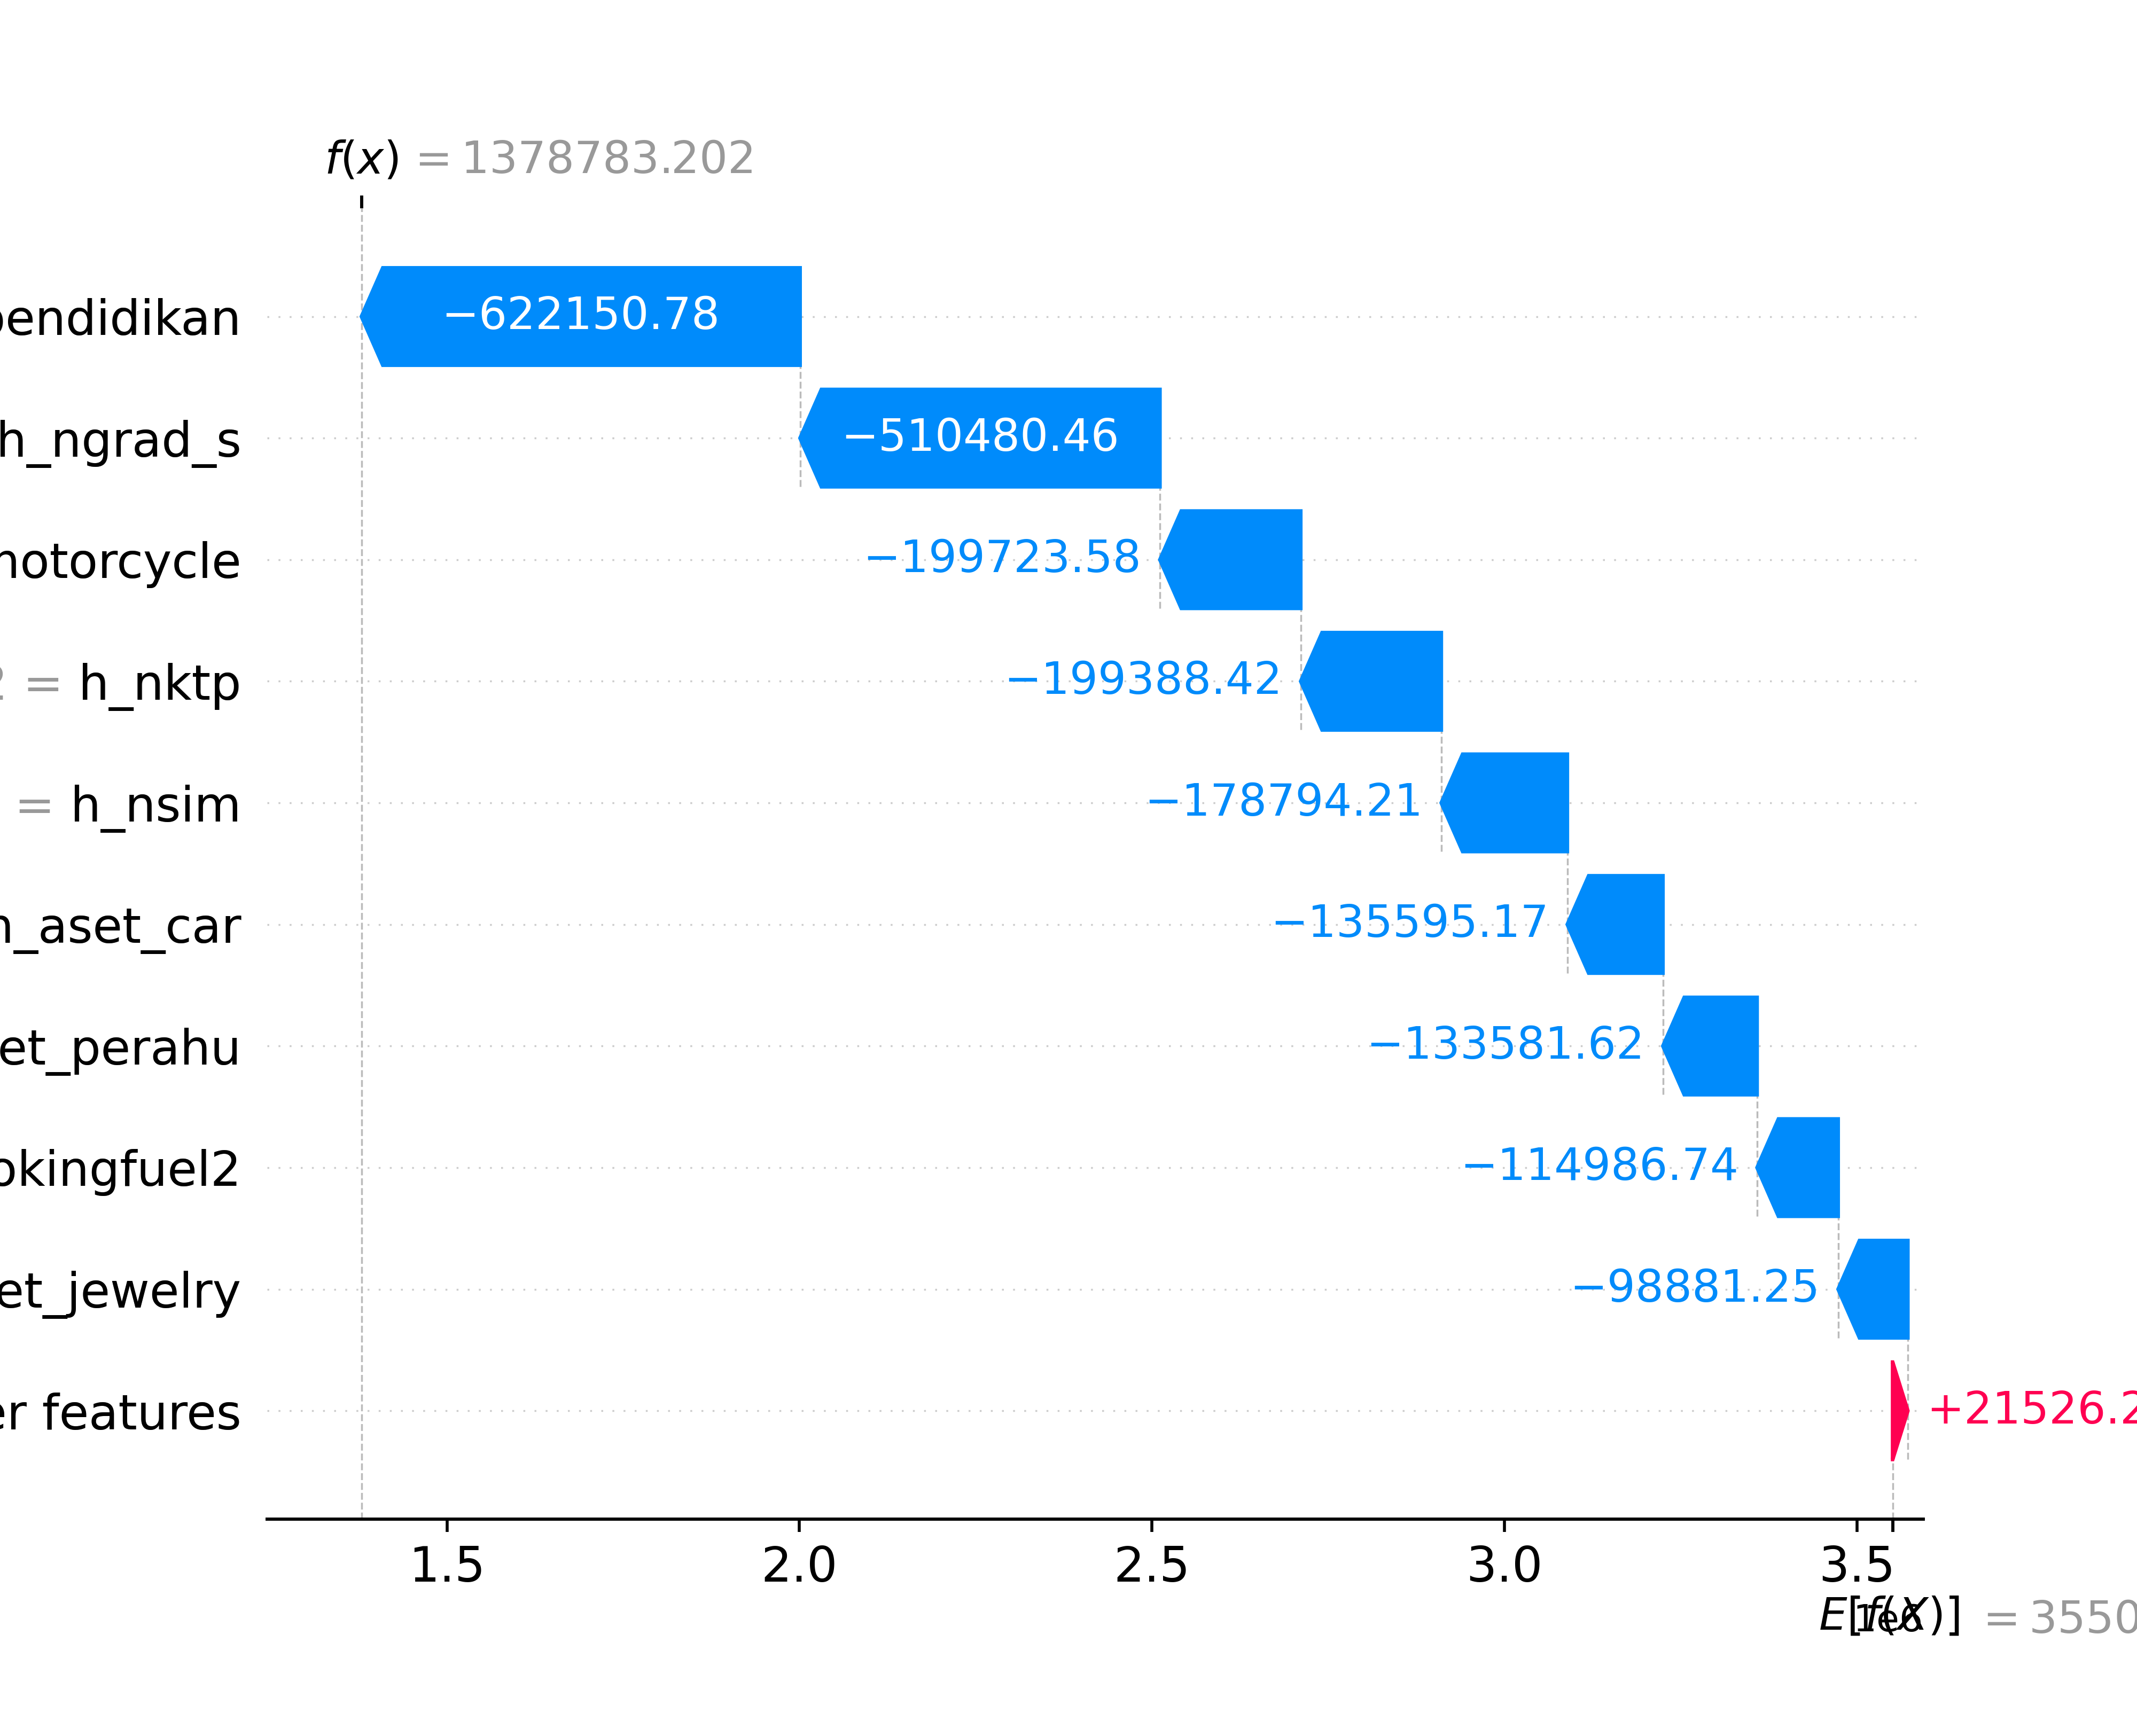 f(x) = 1378783.202
pendidikan −622150.78
h_ngrad_s −510480.46
motorcycle −199723.58
= h_nktp −199388.42
= h_nsim −178794.21
_aset_car −135595.17
et_perahu −133581.62
okingfuel2 −114986.74
et_jewelry −98881.25
er features +21526.2
1.5 2.0 2.5 3.0 3.5
1e6
E[f(X)] = 3550